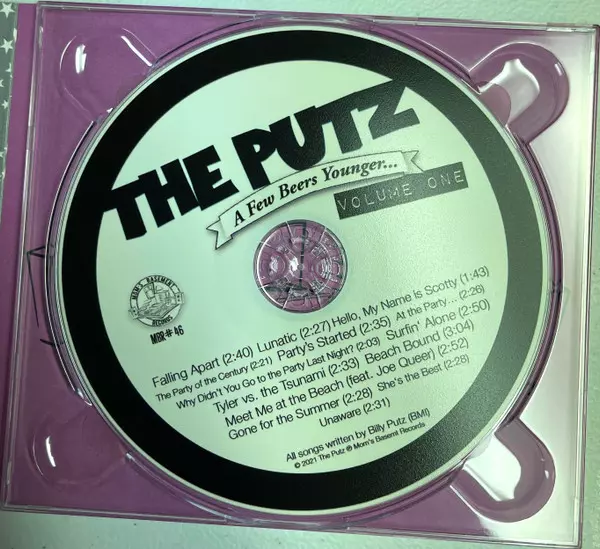 THE PUTZ
A Few Beers Younger...
VOLUME ONE
MOM'S BASEMENT
RECORDS
MBR# 46
Falling Apart (2:40) Lunatic (2:27) Hello, My Name is Scotty (1:43)
The Party of the Century (2:21) Party's Started (2:35) At the Party... (2:26)
Why Didn't You Go to the Party Last Night? (2:03) Surfin' Alone (2:50)
Tyler vs. the Tsunami (2:33) Beach Bound (3:04)
Meet Me at the Beach (feat. Joe Queer) (2:52)
Gone for the Summer (2:28) She's the Best (2:28)
Unaware (2:31)
All songs written by Billy Putz (BMI)
© 2021 The Putz ℗ Mom's Basemnt Records